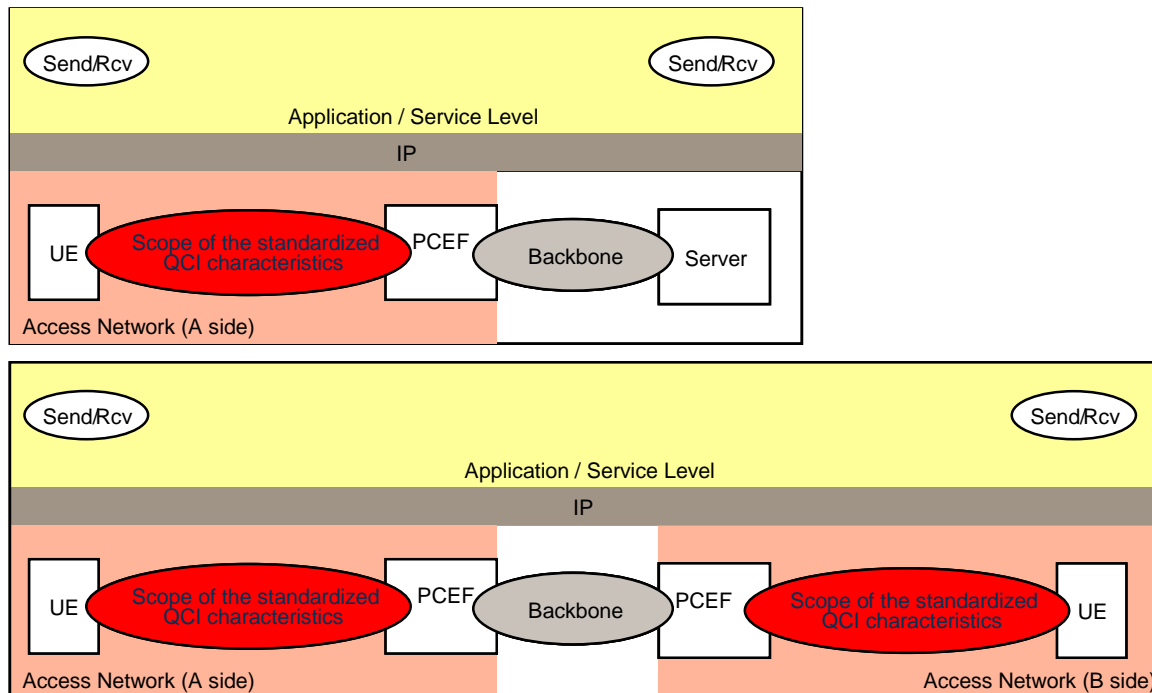 Send/Rcv
Send/Rcv
Application / Service Level
IP
UE
Scope of the standardized
QCI characteristics
PCEF
Backbone
Server
Access Network (A side)
Send/Rcv
Send/Rcv
Application / Service Level
IP
UE
Scope of the standardized
QCI characteristics
PCEF
Backbone
PCEF
Scope of the standardized
QCI characteristics
UE
Access Network (A side)
Access Network (B side)